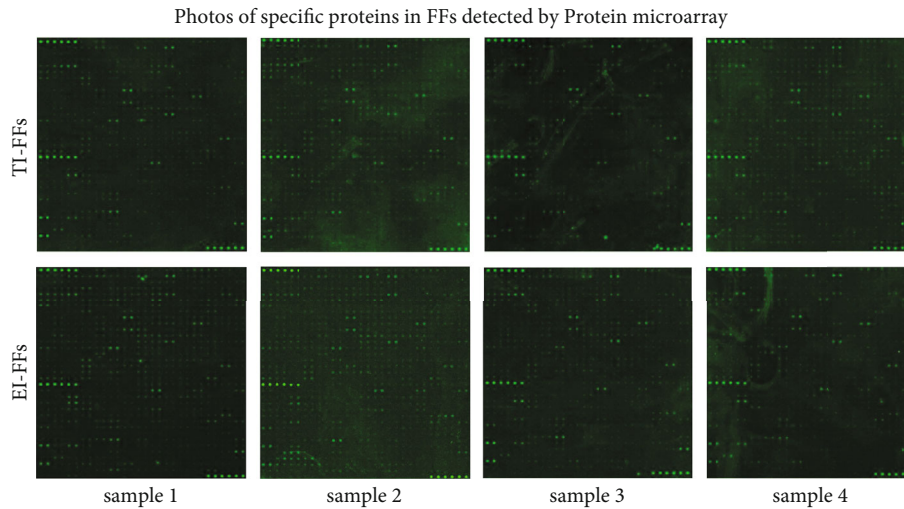 Photos of specific proteins in FFs detected by Protein microarray
TI-FFs
EI-FFs
sample 1
sample 2
sample 3
sample 4